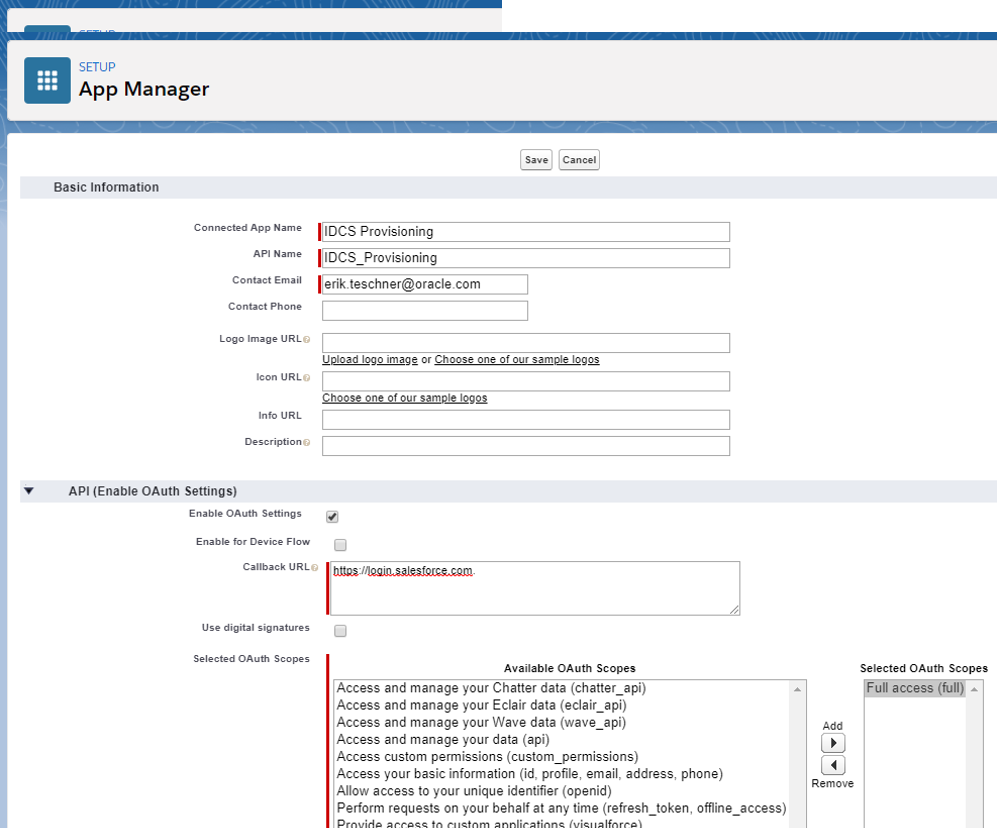 SETUP
SETUP
App Manager
Save Cancel
Basic Information
Connected App Name IDCS Provisioning
API Name IDCS_Provisioning
Contact Email erik.teschner@oracle.com
Contact Phone
Logo Image URL
Upload logo image or Choose one of our sample logos
Icon URL
Choose one of our sample logos
Info URL
Description
API (Enable OAuth Settings)
Enable OAuth Settings
Enable for Device Flow
Callback URL https://login.salesforce.com.
Use digital signatures
Selected OAuth Scopes
Available OAuth Scopes Selected OAuth Scopes
Access and manage your Chatter data (chatter_api) Full access (full)
Access and manage your Eclair data (eclair_api)
Access and manage your Wave data (wave_api)
Add
Access and manage your data (api)
Access custom permissions (custom_permissions)
Access your basic information (id, profile, email, address, phone)
Remove
Allow access to your unique identifier (openid)
Perform requests on your behalf at any time (refresh_token, offline_access)
Provide access to custom applications (visualforce)